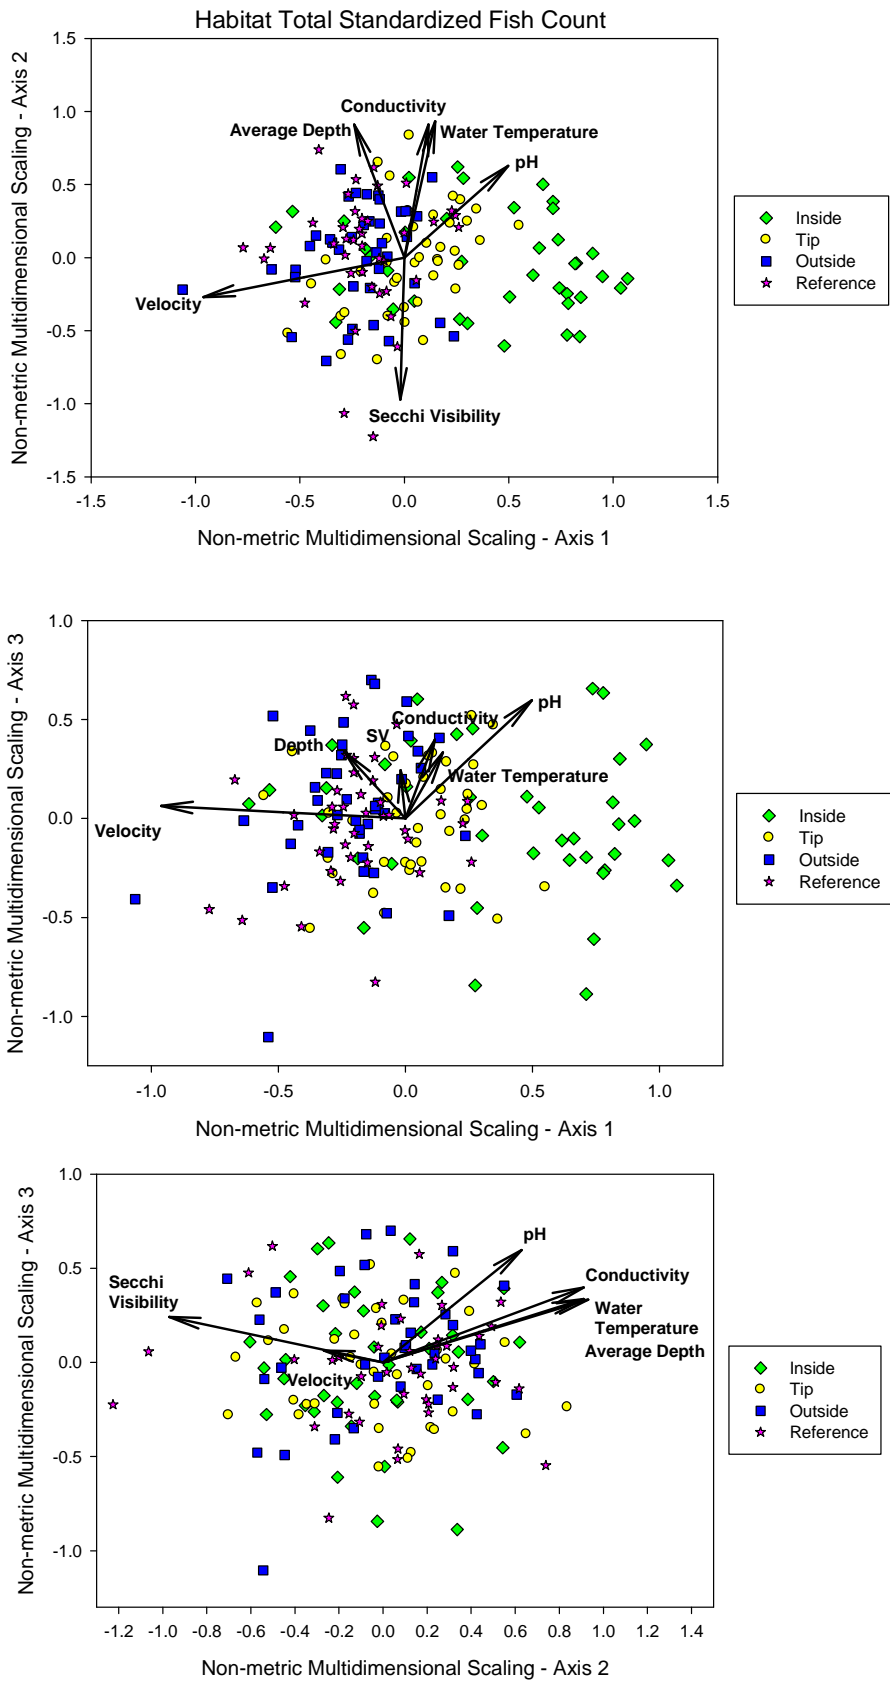 Habitat Total Standardized Fish Count
Non-metric Multidimensional Scaling - Axis 2
1.5
1.0
0.5
0.0
-0.5
-1.0
-1.5
Conductivity
Average Depth
Water Temperature
pH
Velocity
Secchi Visibility
-1.5 -1.0 -0.5 0.0 0.5 1.0 1.5
Non-metric Multidimensional Scaling - Axis 1
Inside
Tip
Outside
Reference
Non-metric Multidimensional Scaling - Axis 3
1.0
0.5
0.0
-0.5
-1.0
pH
Conductivity
SV
Depth
Water Temperature
Velocity
-1.0 -0.5 0.0 0.5 1.0
Non-metric Multidimensional Scaling - Axis 1
Inside
Tip
Outside
Reference
Non-metric Multidimensional Scaling - Axis 3
1.0
0.5
0.0
-0.5
-1.0
pH
Secchi
Visibility
Conductivity
Water
Temperature
Average Depth
Velocity
-1.2 -1.0 -0.8 -0.6 -0.4 -0.2 0.0 0.2 0.4 0.6 0.8 1.0 1.2 1.4
Non-metric Multidimensional Scaling - Axis 2
Inside
Tip
Outside
Reference